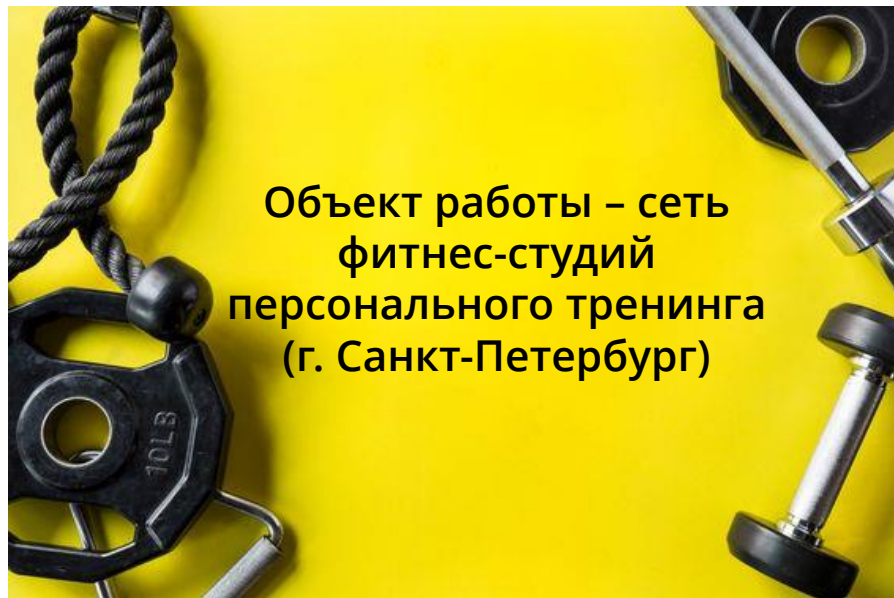 Объект работы – сеть
фитнес-студий
персонального тренинга
(г. Санкт-Петербург)
10LB